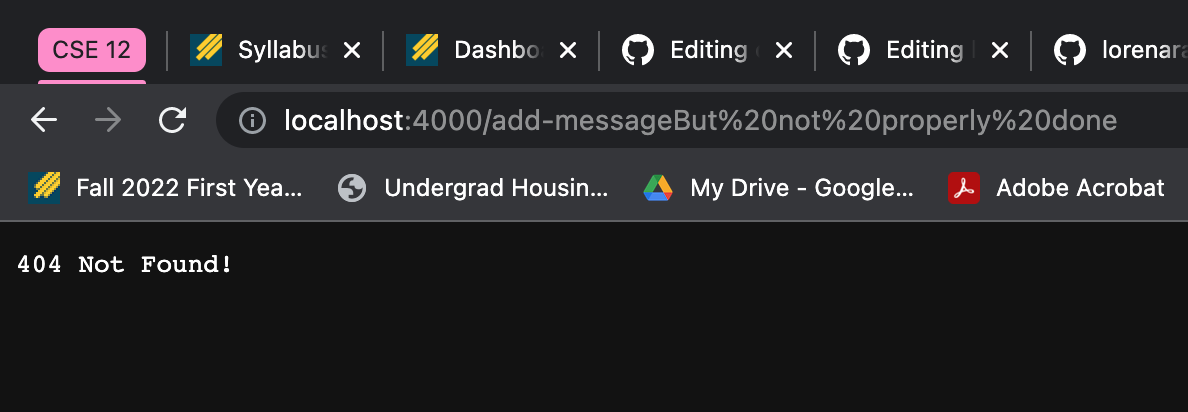 CSE 12 Syllabus Dashbo Editing Editing lorenara
localhost:4000/add-messageBut%20not%20properly%20done
Fall 2022 First Yea... Undergrad Housin... My Drive - Google... Adobe Acrobat
404 Not Found!